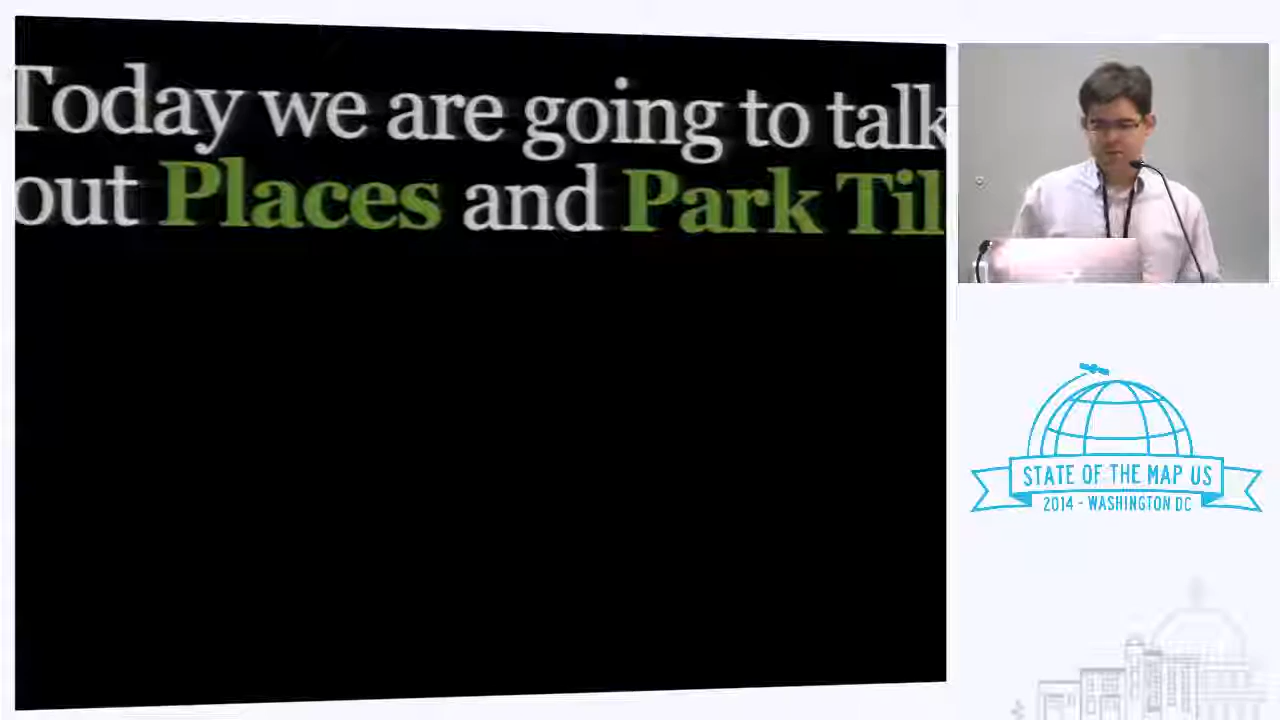 Today we are going to talk
out Places and Park Til
STATE OF THE MAP US
2014 - WASHINGTON DC